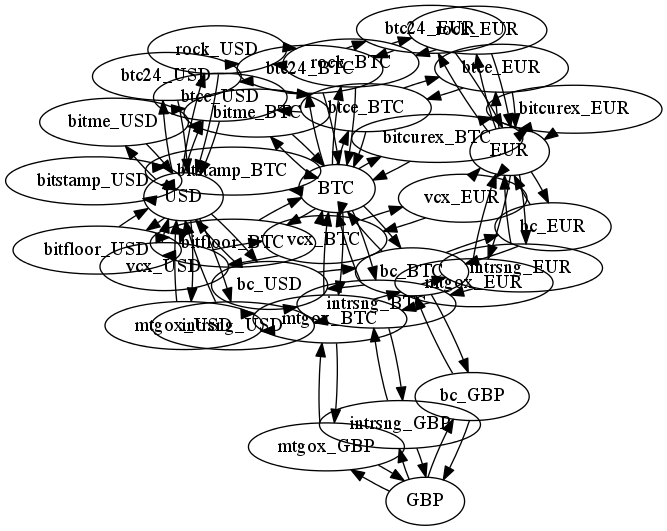 btc24_EUR
rock_EUR
rock_USD
rock_BTC
btc24_USD
btc24_BTC
btce_EUR
btce_USD
btce_BTC
bitcurex_EUR
bitme_USD
bitme_BTC
bitcurex_BTC
EUR
bitstamp_USD
bitstamp_BTC
USD
BTC
vcx_EUR
bc_EUR
bitfloor_USD
bitfloor_BTC
vcx_BTC
vcx_USD
bc_USD
bc_BTC
intrsng_EUR
mtgox_EUR
intrsng_BTC
mtgox_BTC
mtgox_USD
intrsng_USD
bc_GBP
intrsng_GBP
mtgox_GBP
GBP